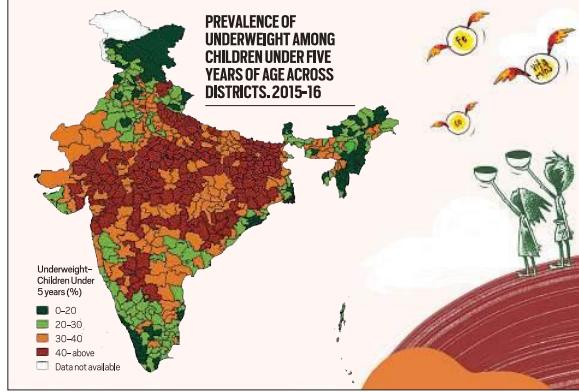 PREVALENCE OF
UNDERWEIGHT AMONG
CHILDREN UNDER FIVE
YEARS OF AGE ACROSS
DISTRICTS. 2015-16
Underweight-
Children Under
5 years (%)
0-20
20-30
30-40
40-above
Data not available